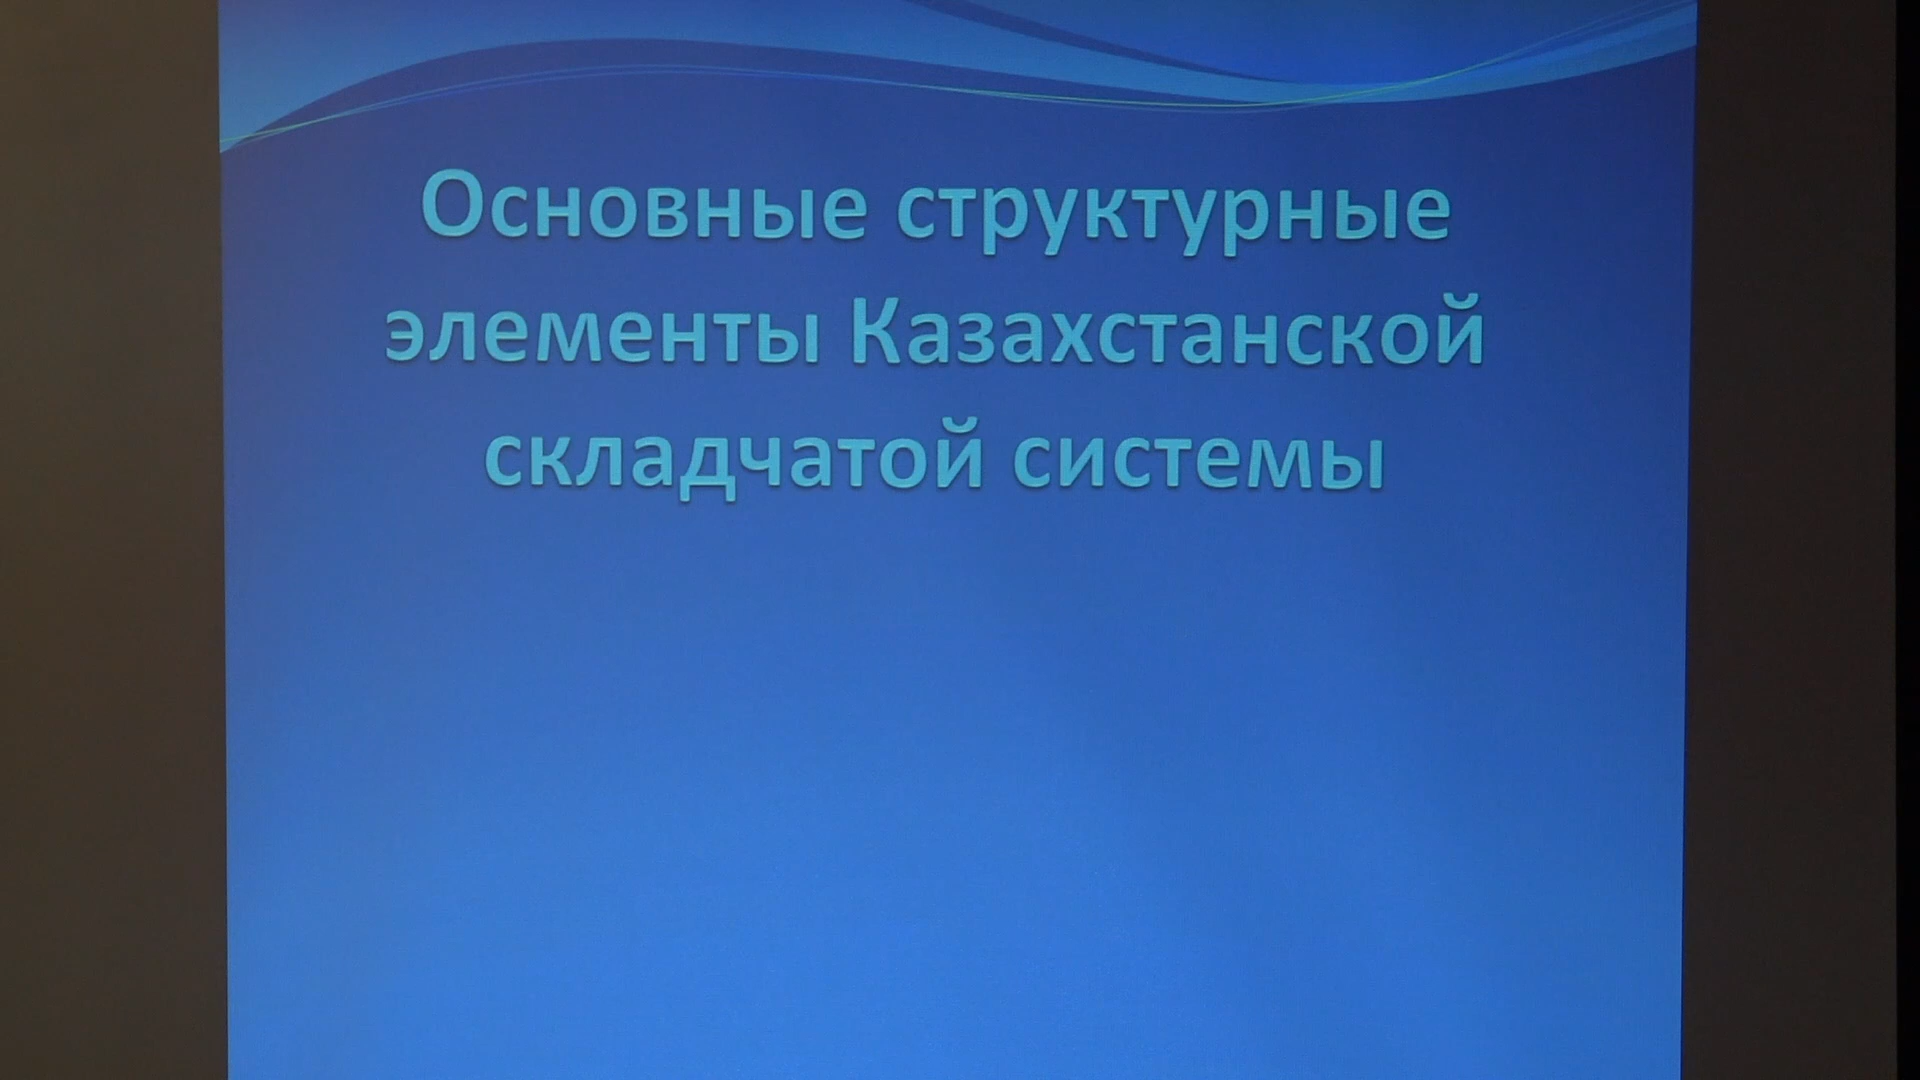 Основные структурные
элементы Казахстанской
складчатой системы